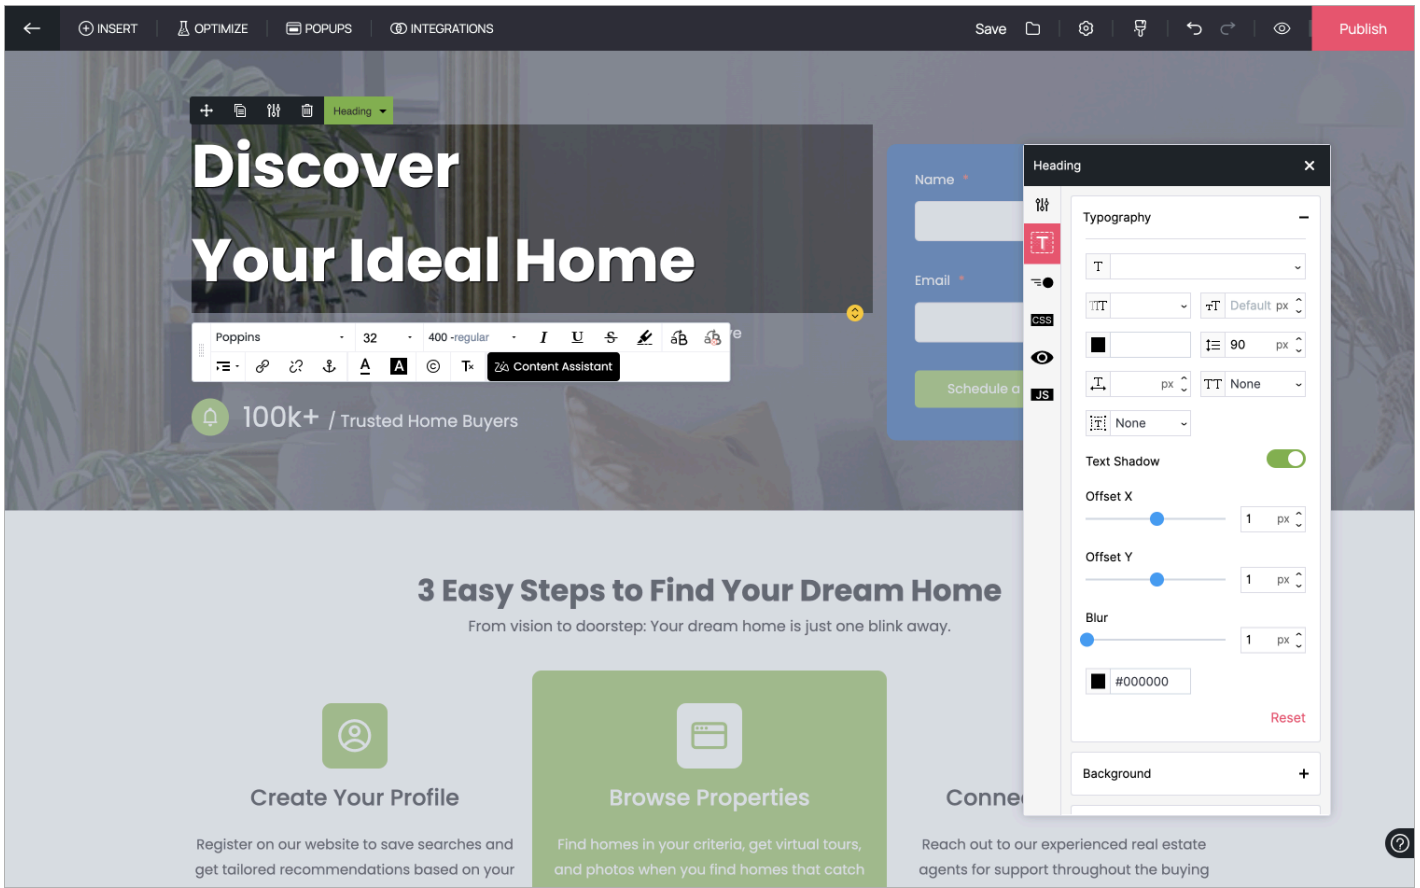 INSERT
OPTIMIZE
POPUPS
INTEGRATIONS
Save
Publish
Heading
Discover
Your Ideal Home
Poppins
32
400 -regular
I
U
S
Content Assistant
100k+ / Trusted Home Buyers
Name *
Email *
Schedule a
Heading
Typography
T
Default px
90 px
px
TT None
None
CSS
JS
Text Shadow
Offset X
1 px
Offset Y
1 px
Blur
1 px
#000000
Reset
Background
3 Easy Steps to Find Your Dream Home
From vision to doorstep: Your dream home is just one blink away.
Create Your Profile
Register on our website to save searches and
get tailored recommendations based on your
Browse Properties
Find homes in your criteria, get virtual tours,
and photos when you find homes that catch
Conne
Reach out to our experienced real estate
agents for support throughout the buying